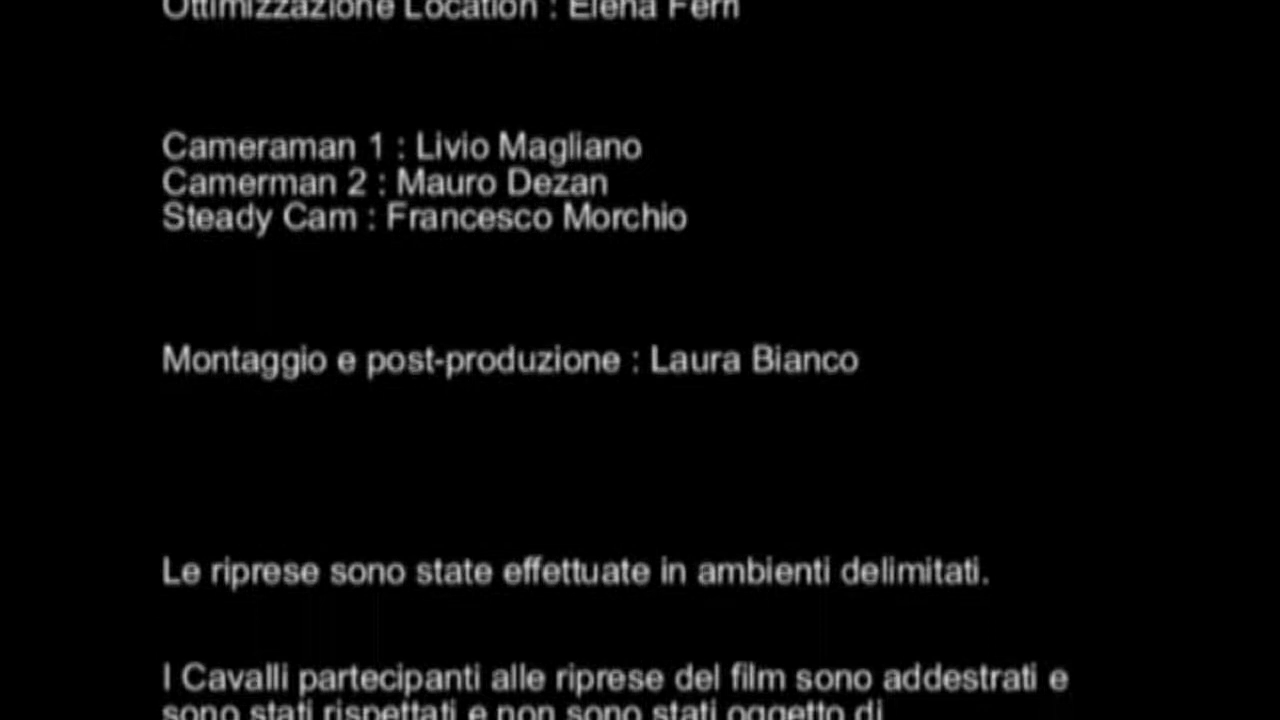 Ottimizzazione Location : Elena Ferri
Cameraman 1 : Livio Magliano
Camerman 2 : Mauro Dezan
Steady Cam : Francesco Morchio
Montaggio e post-produzione : Laura Bianco
Le riprese sono state effettuate in ambienti delimitati.
I Cavalli partecipanti alle riprese del film sono addestrati e
sono stati rispettati e non sono stati oggetto di